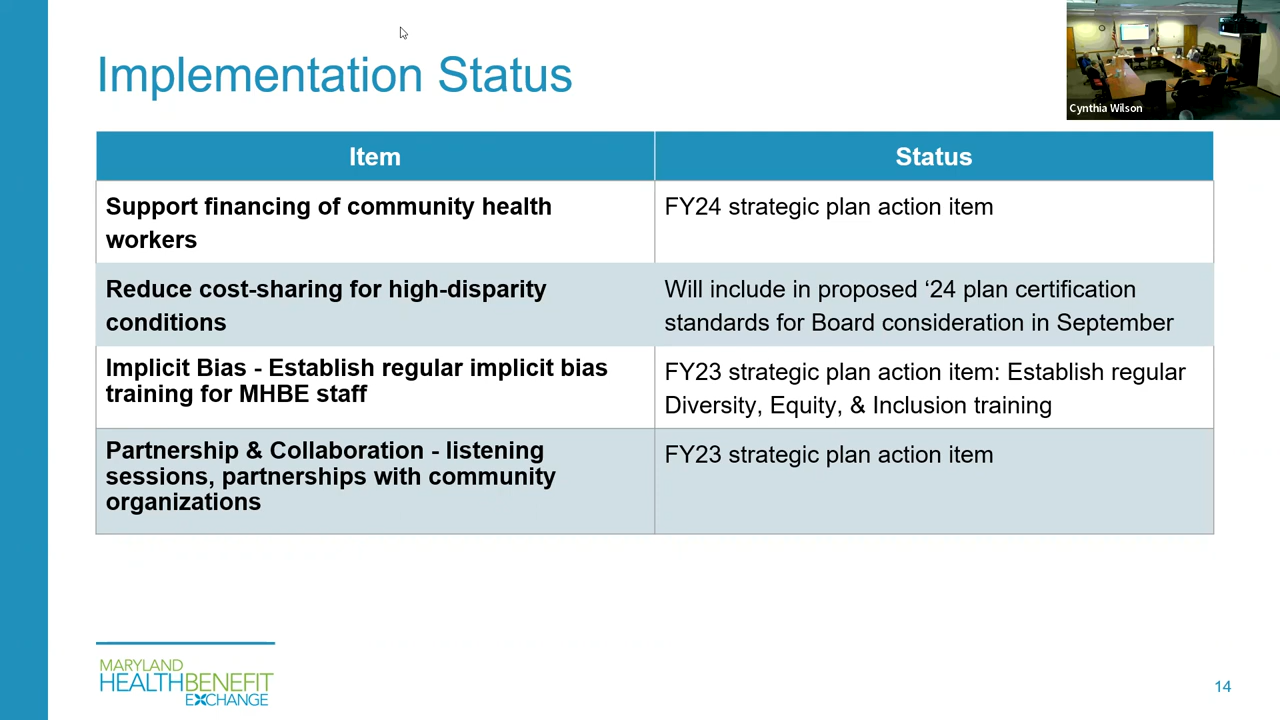 Implementation Status
Cynthia Wilson
Item
Status
Support financing of community health
workers
FY24 strategic plan action item
Reduce cost-sharing for high-disparity
conditions
Will include in proposed ‘24 plan certification
standards for Board consideration in September
Implicit Bias - Establish regular implicit bias
training for MHBE staff
FY23 strategic plan action item: Establish regular
Diversity, Equity, & Inclusion training
Partnership & Collaboration - listening
sessions, partnerships with community
organizations
FY23 strategic plan action item
MARYLAND
HEALTHBENEFIT
EXCHANGE
14